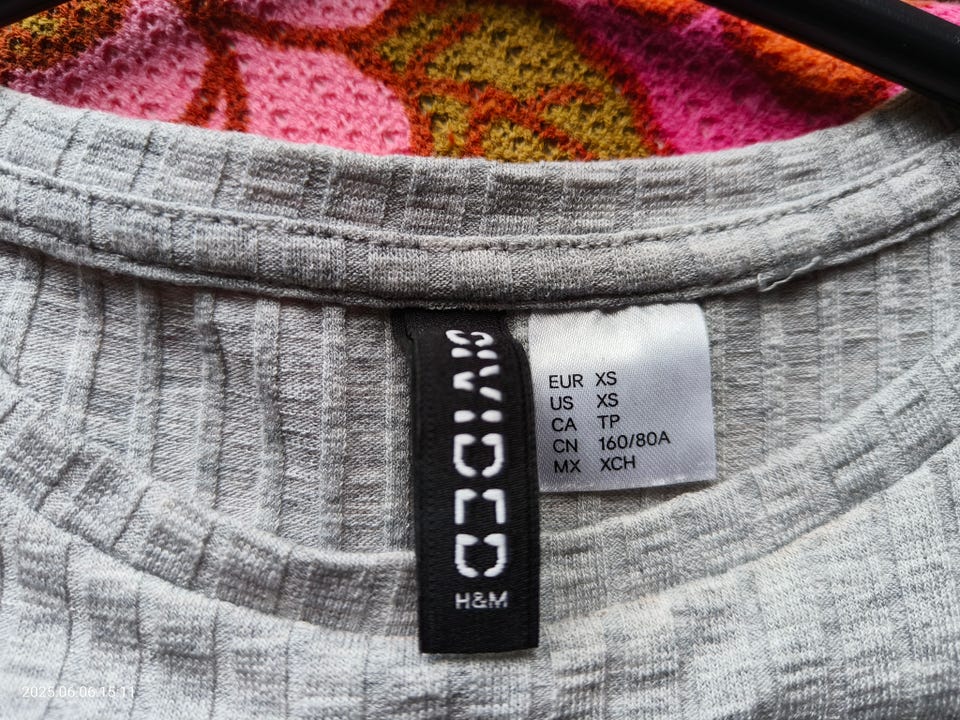 DIVIDED
H&M
EUR XS
US XS
CA TP
CN 160/80A
MX XCH
2025.06.06 15:11